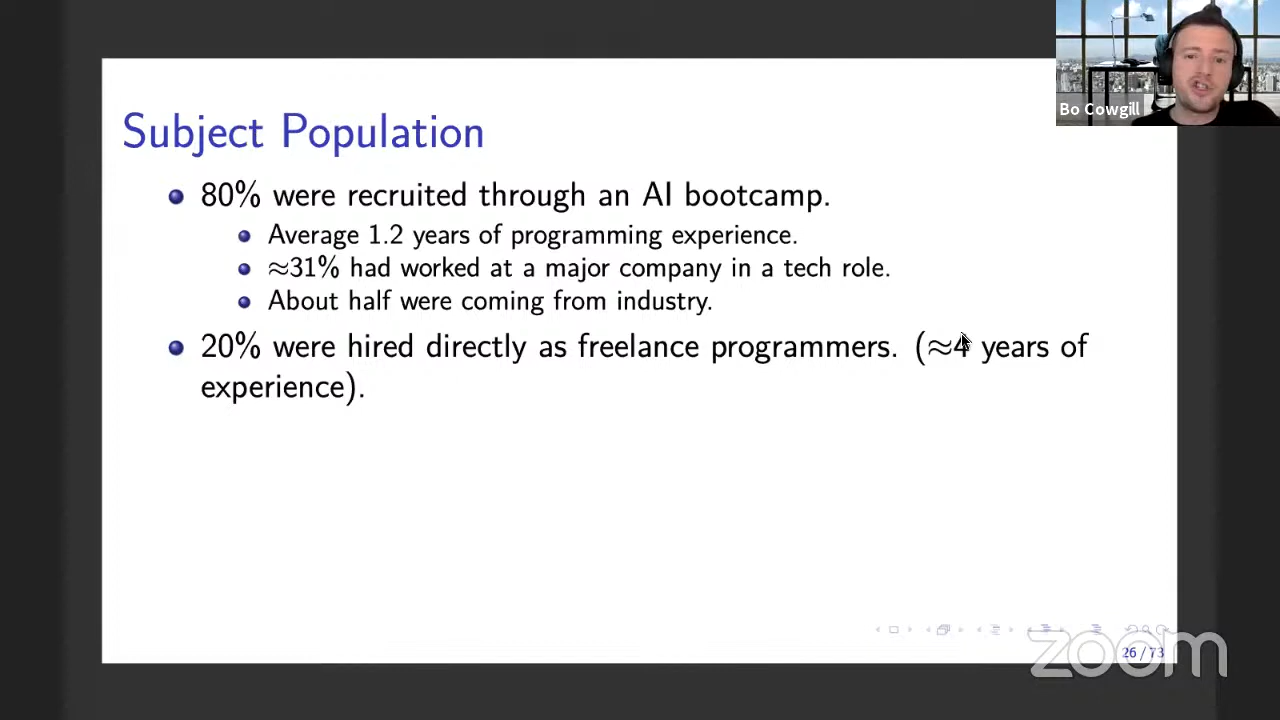 Bo Cowgill
Subject Population
80% were recruited through an AI bootcamp.
Average 1.2 years of programming experience.
≈31% had worked at a major company in a tech role.
About half were coming from industry.
20% were hired directly as freelance programmers. (≈4 years of
experience).
26 / 73
zoom